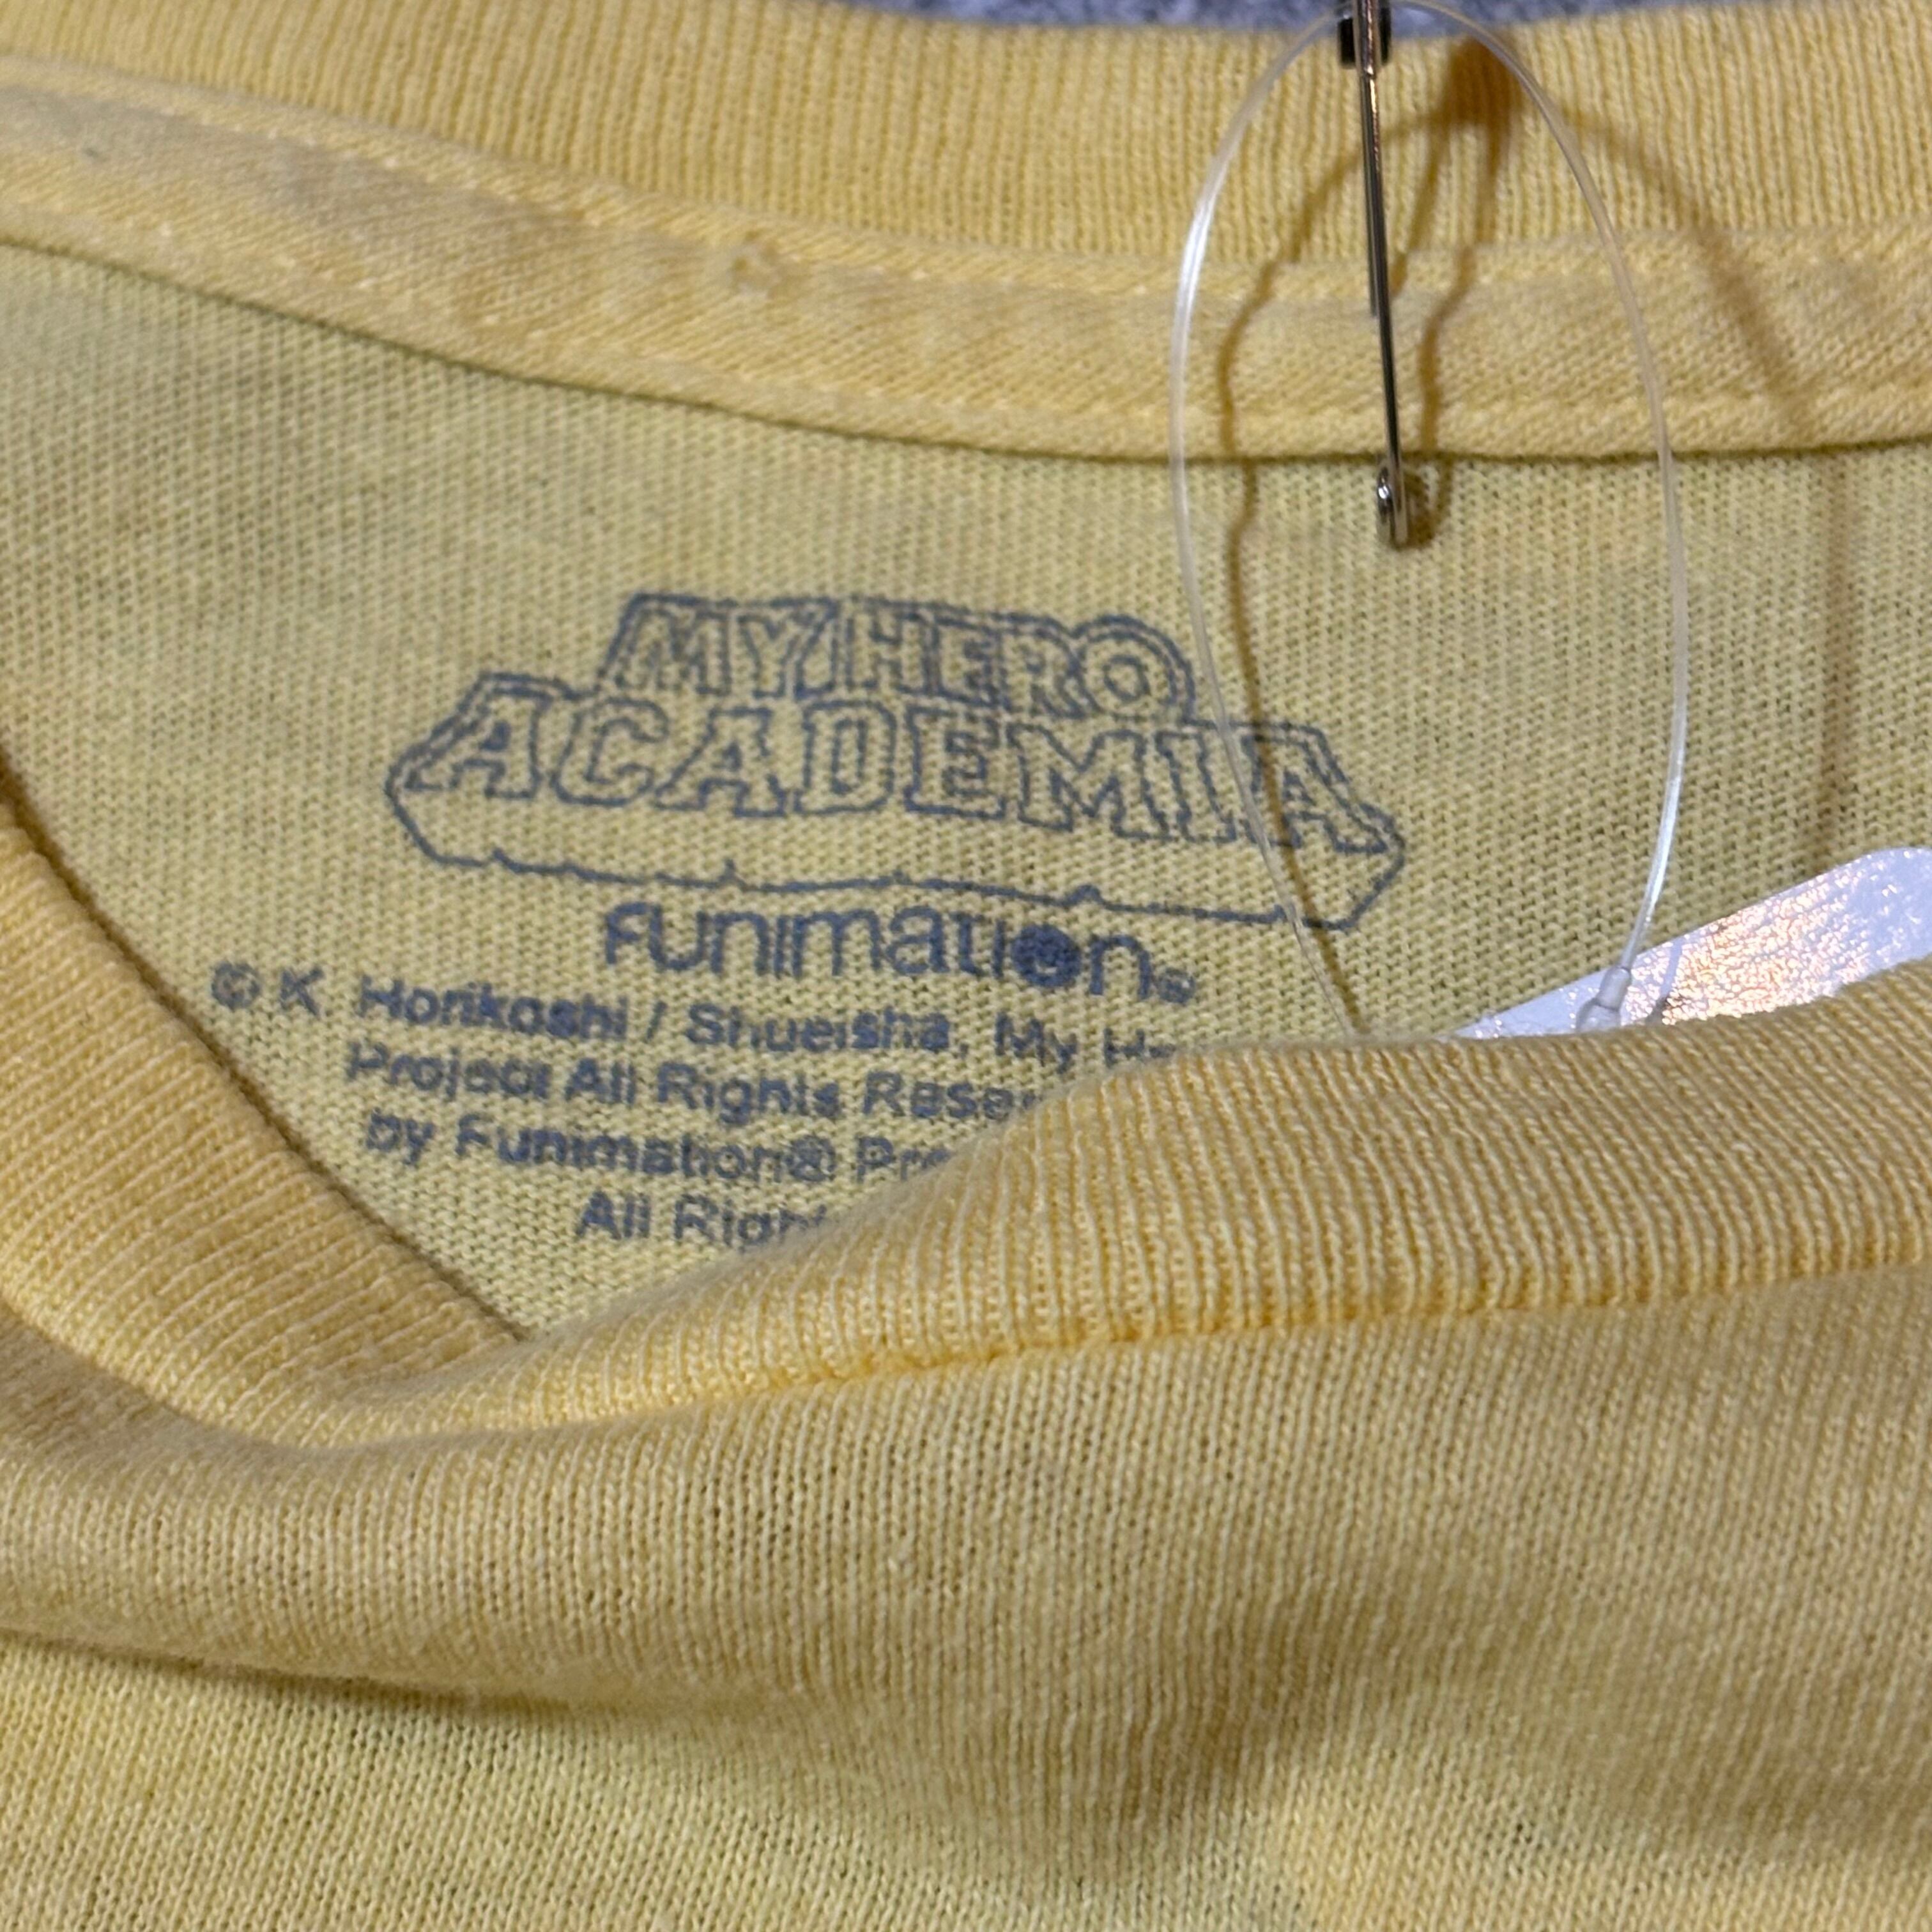 MY HERO
ACADEMIA
FUNIMATION®
© K Horikoshi / Shueisha, My
Project All Rights
by Funimation®
All